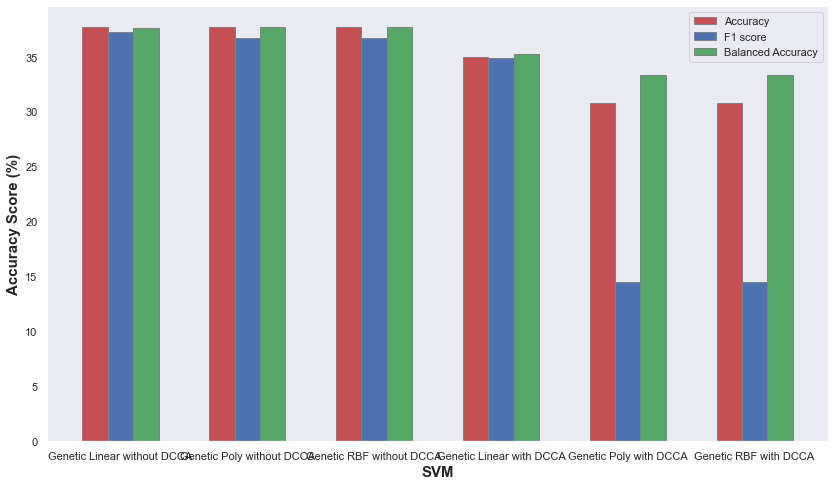 Accuracy
F1 score
Balanced Accuracy
Accuracy Score (%)
35
30
25
20
15
10
5
0
Genetic Linear without DCCA
Genetic Poly without DCCA
Genetic RBF without DCCA
Genetic Linear with DCCA
Genetic Poly with DCCA
Genetic RBF with DCCA
SVM